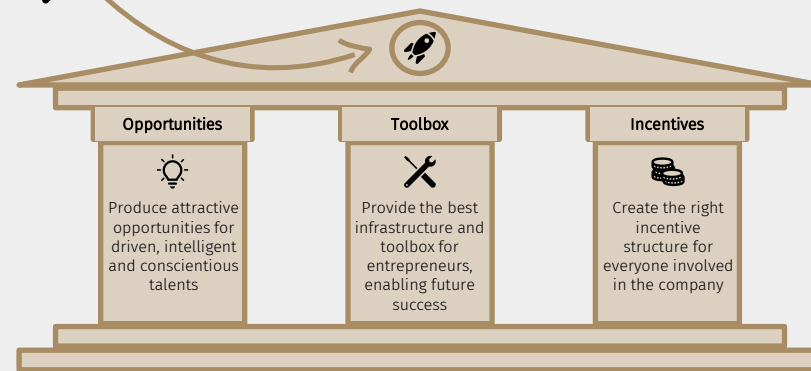 Opportunities
Produce attractive
opportunities for
driven, intelligent
and conscientious
talents
Toolbox
Provide the best
infrastructure and
toolbox for
entrepreneurs,
enabling future
success
Incentives
Create the right
incentive
structure for
everyone involved
in the company